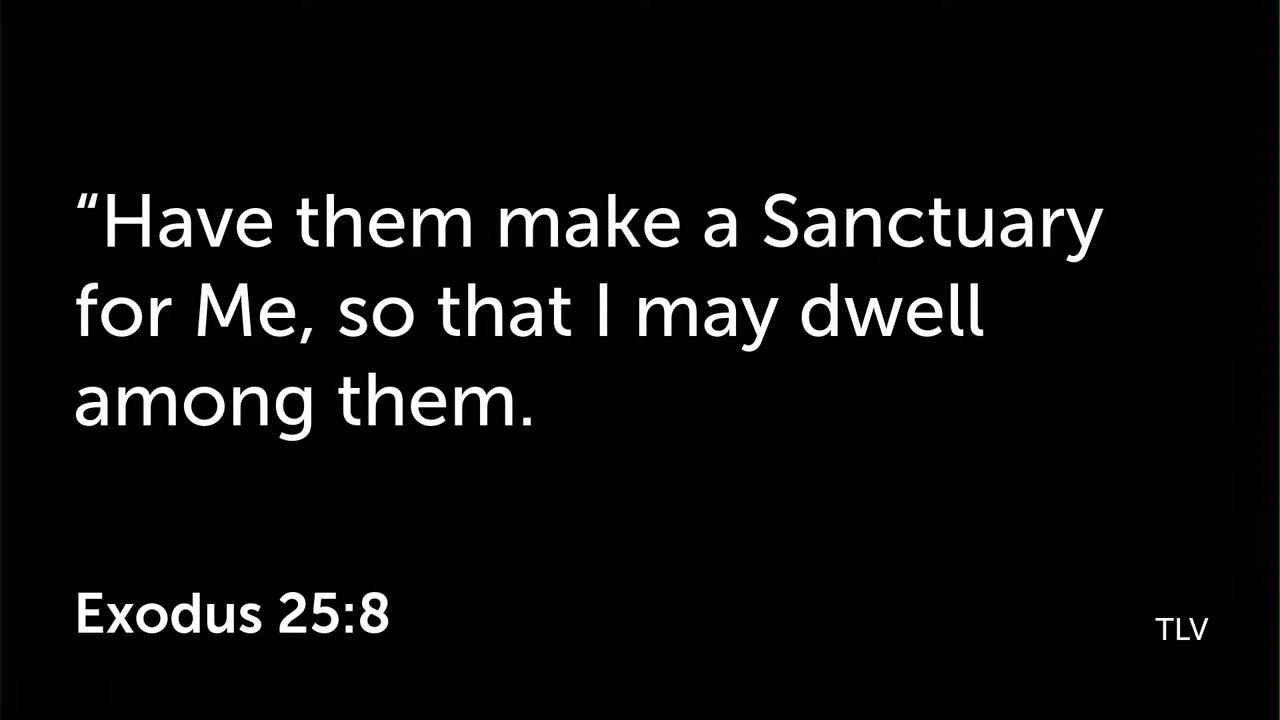 “Have them make a Sanctuary
for Me, so that I may dwell
among them.
Exodus 25:8
TLV